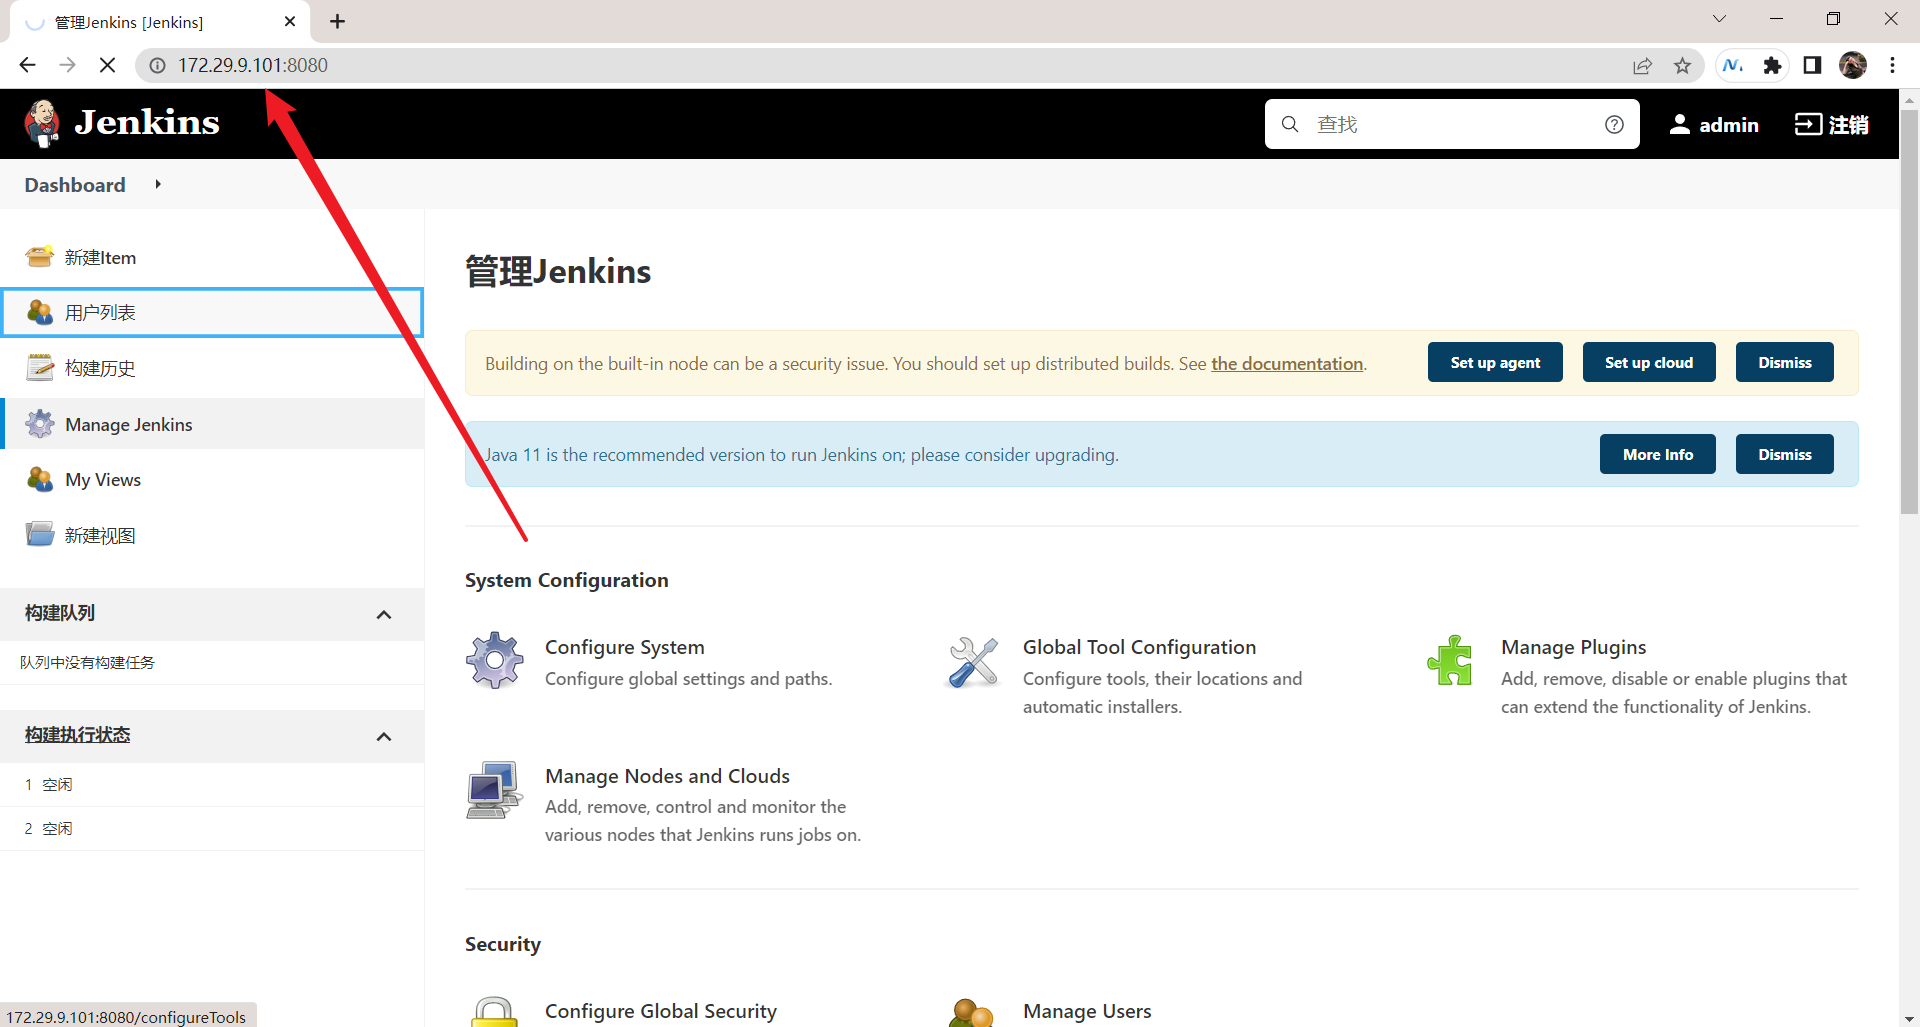 管理Jenkins [Jenkins]
172.29.9.101:8080
Jenkins
查找
admin
注销
Dashboard
新建Item
用户列表
构建历史
Manage Jenkins
My Views
新建视图
构建队列
队列中没有构建任务
构建执行状态
1 空闲
2 空闲
管理Jenkins
Building on the built-in node can be a security issue. You should set up distributed builds. See the documentation.
Set up agent
Set up cloud
Dismiss
Java 11 is the recommended version to run Jenkins on; please consider upgrading.
More Info
Dismiss
System Configuration
Configure System
Configure global settings and paths.
Global Tool Configuration
Configure tools, their locations and
automatic installers.
Manage Plugins
Add, remove, disable or enable plugins that
can extend the functionality of Jenkins.
Manage Nodes and Clouds
Add, remove, control and monitor the
various nodes that Jenkins runs jobs on.
Security
Configure Global Security
Manage Users
172.29.9.101:8080/configureTools